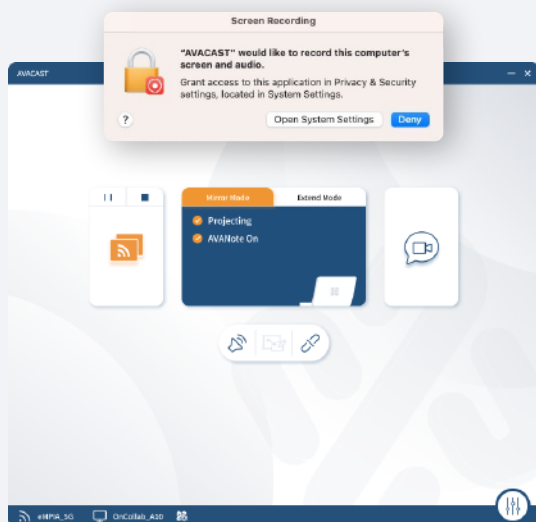 Screen Recording
"AVACAST" would like to record this computer's
screen and audio.
Grant access to this application in Privacy & Security
settings, located in System Settings.
?
Open System Settings
Deny
AVACAST
Mirror Mode
Extend Mode
Projecting
AVANote On
eMPIA_5G
OnCollab_A10